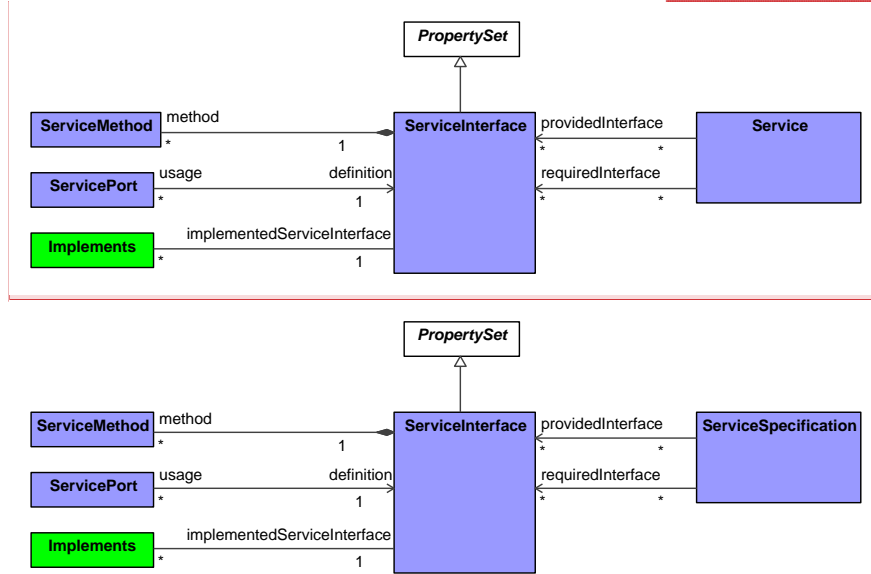 PropertySet
ServiceMethod method * 1 ServiceInterface providedInterface * * Service
ServicePort usage * definition 1 requiredInterface * *
Implements * implementedServiceInterface 1
PropertySet
ServiceMethod method * 1 ServiceInterface providedInterface * * ServiceSpecification
ServicePort usage * definition 1 requiredInterface * *
Implements * implementedServiceInterface 1